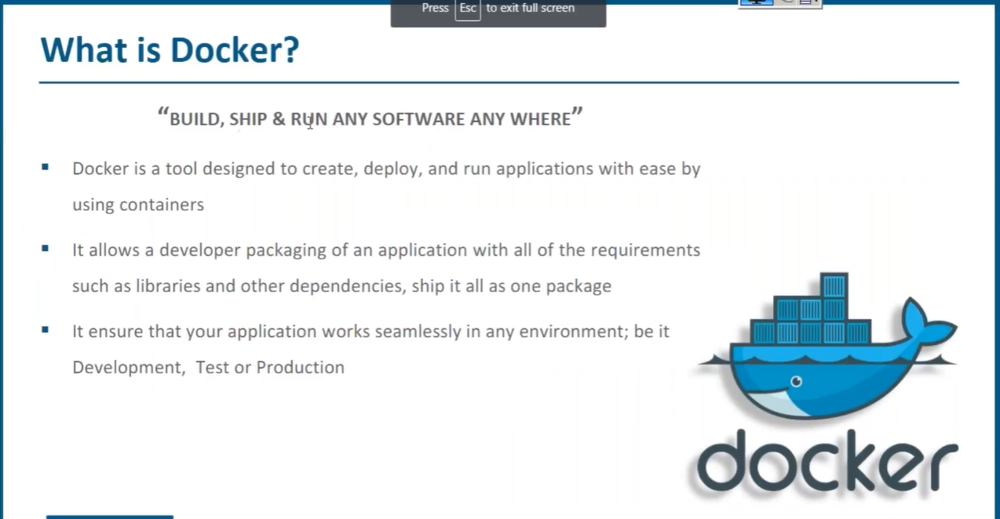 Press Esc to exit full screen
What is Docker?
“BUILD, SHIP & RUN ANY SOFTWARE ANY WHERE”
▪ Docker is a tool designed to create, deploy, and run applications with ease by
using containers
▪ It allows a developer packaging of an application with all of the requirements
such as libraries and other dependencies, ship it all as one package
▪ It ensure that your application works seamlessly in any environment; be it
Development, Test or Production
docker